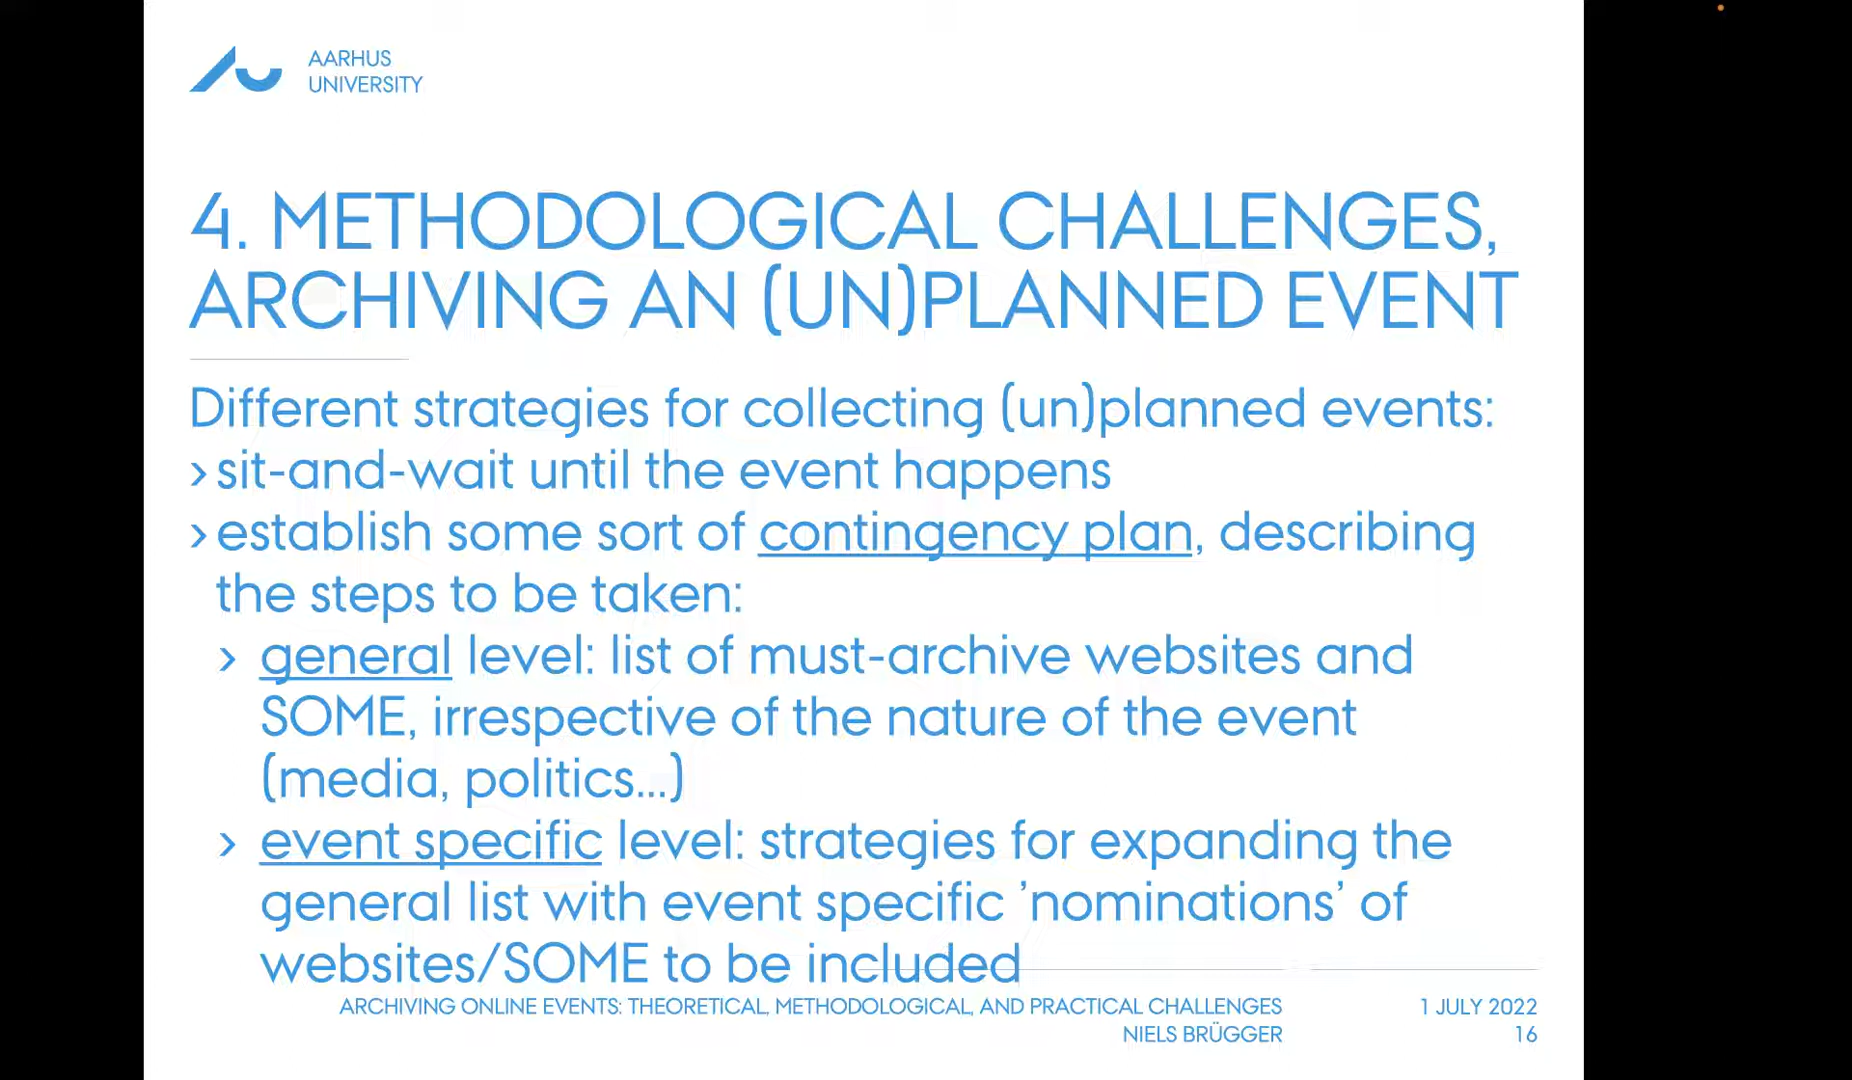 AARHUS
UNIVERSITY
4. METHODOLOGICAL CHALLENGES,
ARCHIVING AN (UN)PLANNED EVENT
Different strategies for collecting (un)planned events:
› sit-and-wait until the event happens
› establish some sort of contingency plan, describing
the steps to be taken:
› general level: list of must-archive websites and
SOME, irrespective of the nature of the event
(media, politics...)
› event specific level: strategies for expanding the
general list with event specific ’nominations’ of
websites/SOME to be included
ARCHIVING ONLINE EVENTS: THEORETICAL, METHODOLOGICAL, AND PRACTICAL CHALLENGES
NIELS BRÜGGER
1 JULY 2022
16